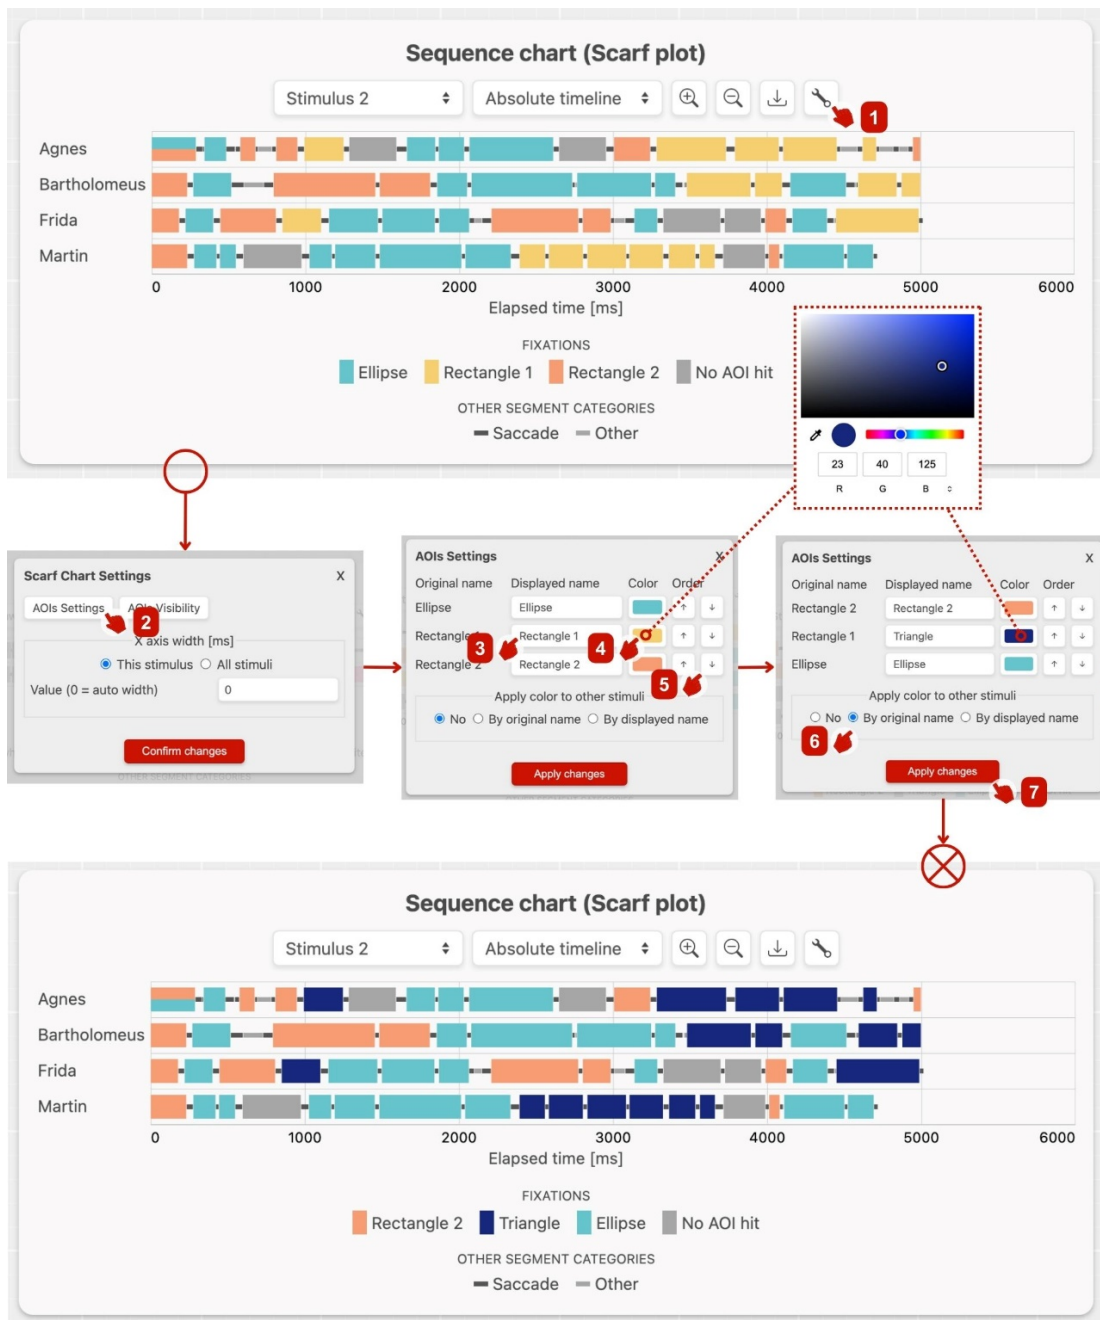 Sequence chart (Scarf plot)
Stimulus 2 Absolute timeline
1
Agnes
Bartholomeus
Frida
Martin
0 1000 2000 3000 4000 5000 6000
Elapsed time [ms]
FIXATIONS
Ellipse Rectangle 1 Rectangle 2 No AOI hit
OTHER SEGMENT CATEGORIES
Saccade Other
23 40 125
R G B
Scarf Chart Settings X
AOIs Settings AOIs Visibility
2
X axis width [ms]
This stimulus All stimuli
Value (0 = auto width) 0
Confirm changes
OTHER SEGMENT CATEGORIES
AOIs Settings X
Original name Displayed name Color Order
Ellipse Ellipse
Rectangle Rectangle 1
3 4
Rectangle 2 Rectangle 2
5
Apply color to other stimuli
No By original name By displayed name
Apply changes
AOIs Settings X
Original name Displayed name Color Order
Rectangle 2 Rectangle 2
Rectangle 1 Triangle
Ellipse Ellipse
Apply color to other stimuli
No By original name By displayed name
6
Apply changes
7
Sequence chart (Scarf plot)
Stimulus 2 Absolute timeline
Agnes
Bartholomeus
Frida
Martin
0 1000 2000 3000 4000 5000 6000
Elapsed time [ms]
FIXATIONS
Rectangle 2 Triangle Ellipse No AOI hit
OTHER SEGMENT CATEGORIES
Saccade Other